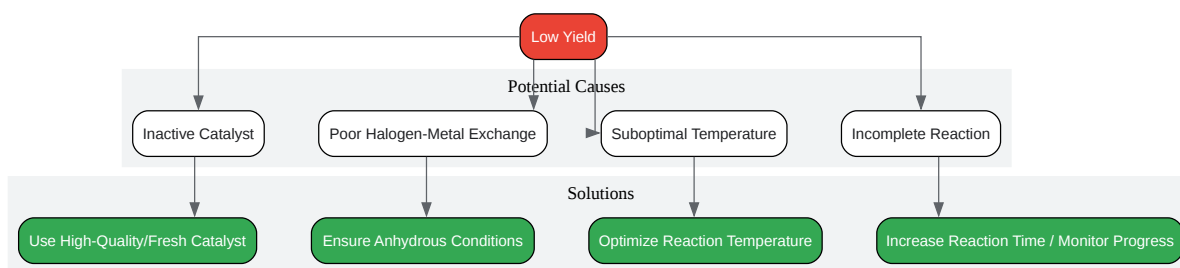 Low Yield
Potential Causes
Inactive Catalyst
Poor Halogen-Metal Exchange
Suboptimal Temperature
Incomplete Reaction
Solutions
Use High-Quality/Fresh Catalyst
Ensure Anhydrous Conditions
Optimize Reaction Temperature
Increase Reaction Time / Monitor Progress